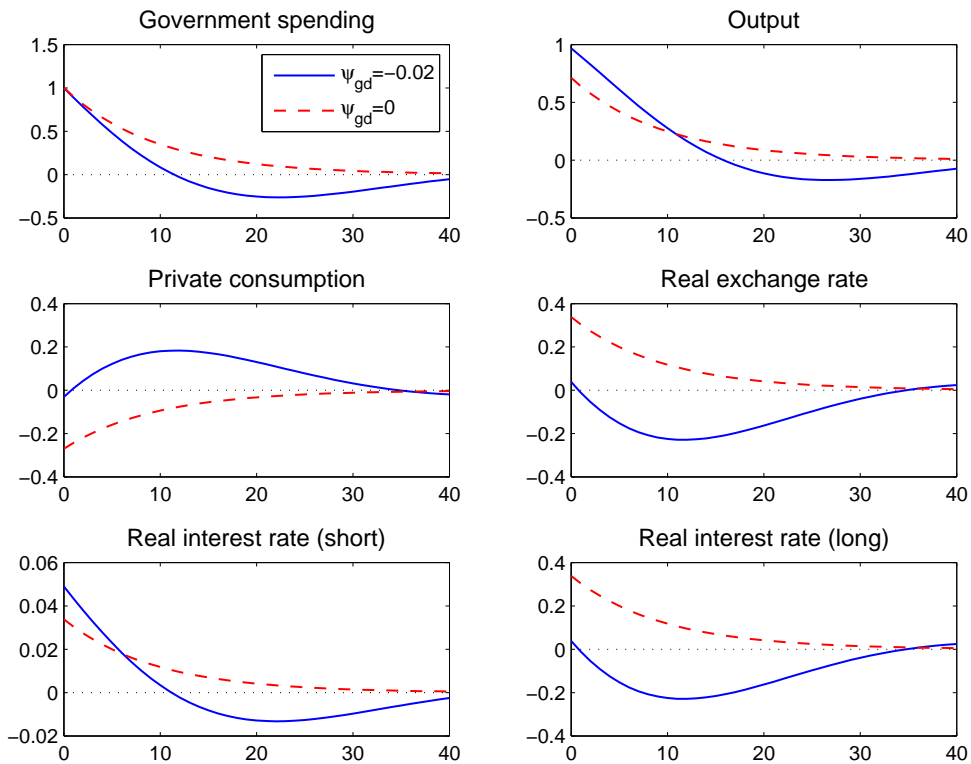 Government spending
1.5
1
0.5
0
−0.5
ψgd=−0.02
ψgd=0
0 10 20 30 40
Output
1
0.5
0
−0.5
0 10 20 30 40
Private consumption
0.4
0.2
0
−0.2
−0.4
0 10 20 30 40
Real exchange rate
0.4
0.2
0
−0.2
−0.4
0 10 20 30 40
Real interest rate (short)
0.06
0.04
0.02
0
−0.02
0 10 20 30 40
Real interest rate (long)
0.4
0.2
0
−0.2
−0.4
0 10 20 30 40